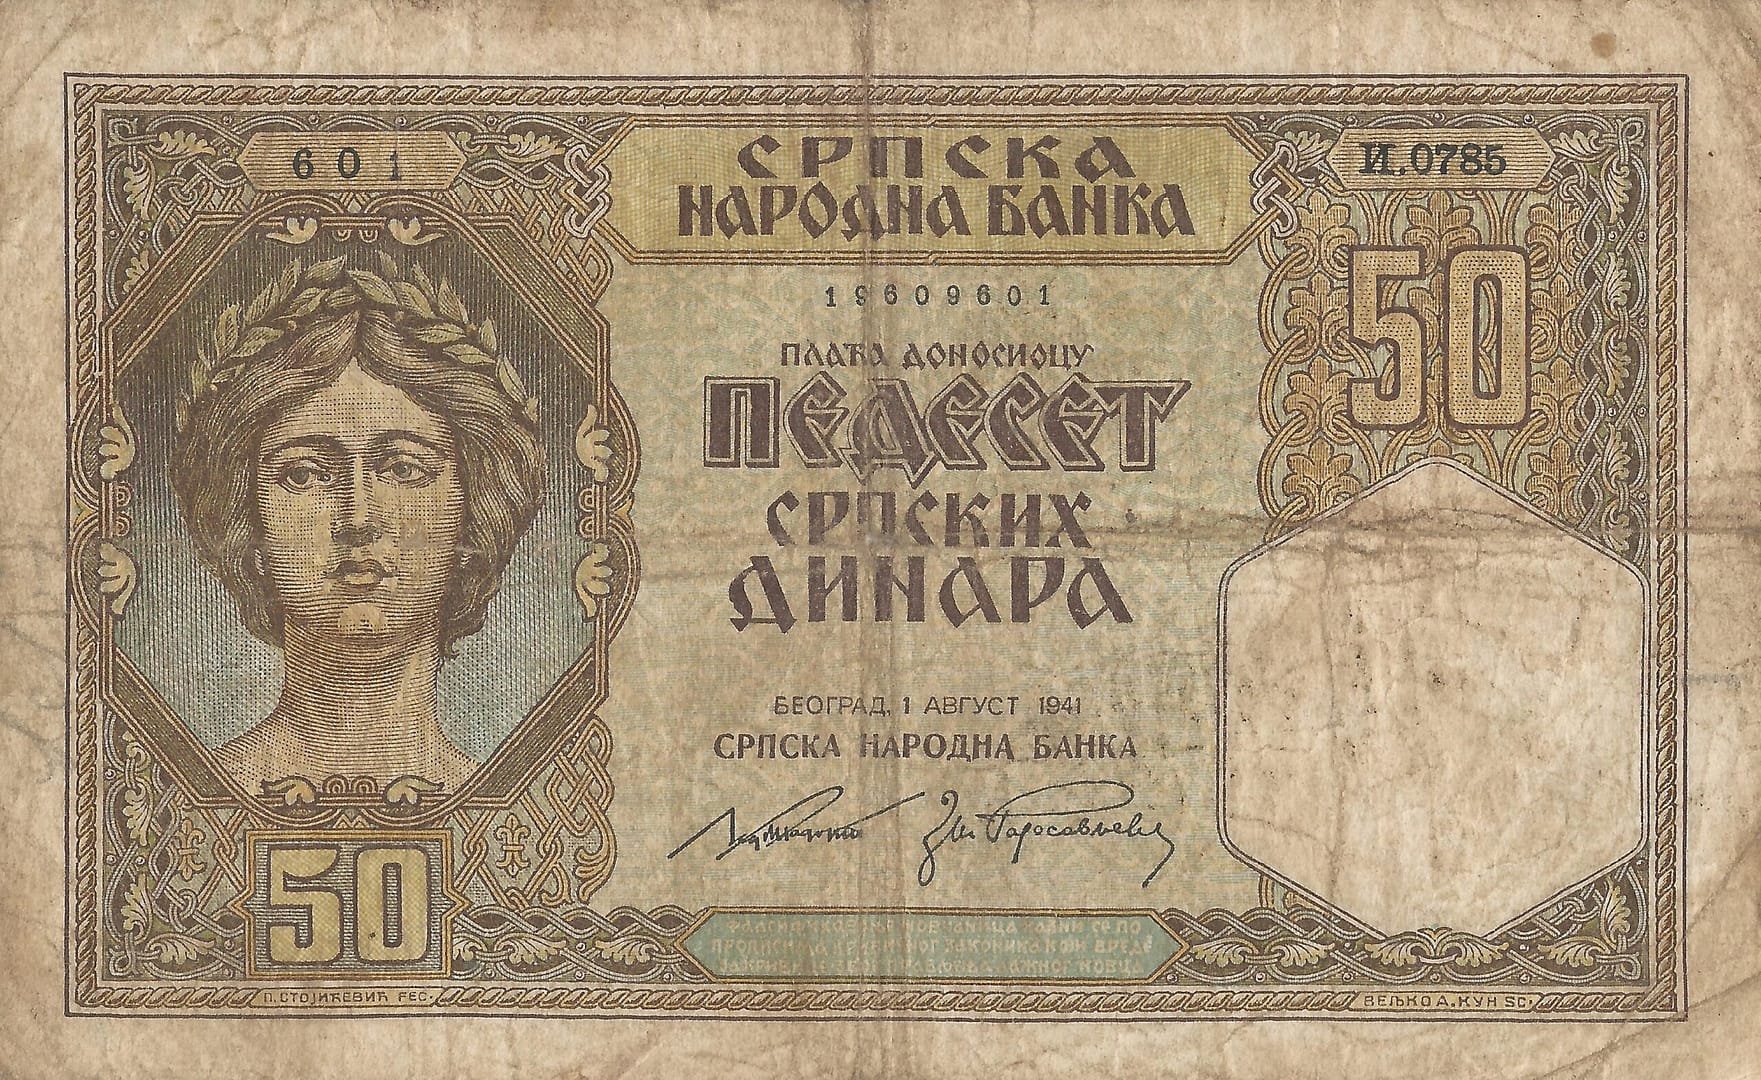 601
СРПСКА
НАРОДНА БАНКА
И.0785
19609601
50
ПЛАЋА ДОНОСИОЦУ
ПЕДЕСЕТ
СРПСКИХ
ДИНАРА
БЕОГРАД, 1 АВГУСТ 1941
СРПСКА НАРОДНА БАНКА
50
П. СТОЈИЋЕВИЋ FEC.
ВЕЉКО А. КУН SC.